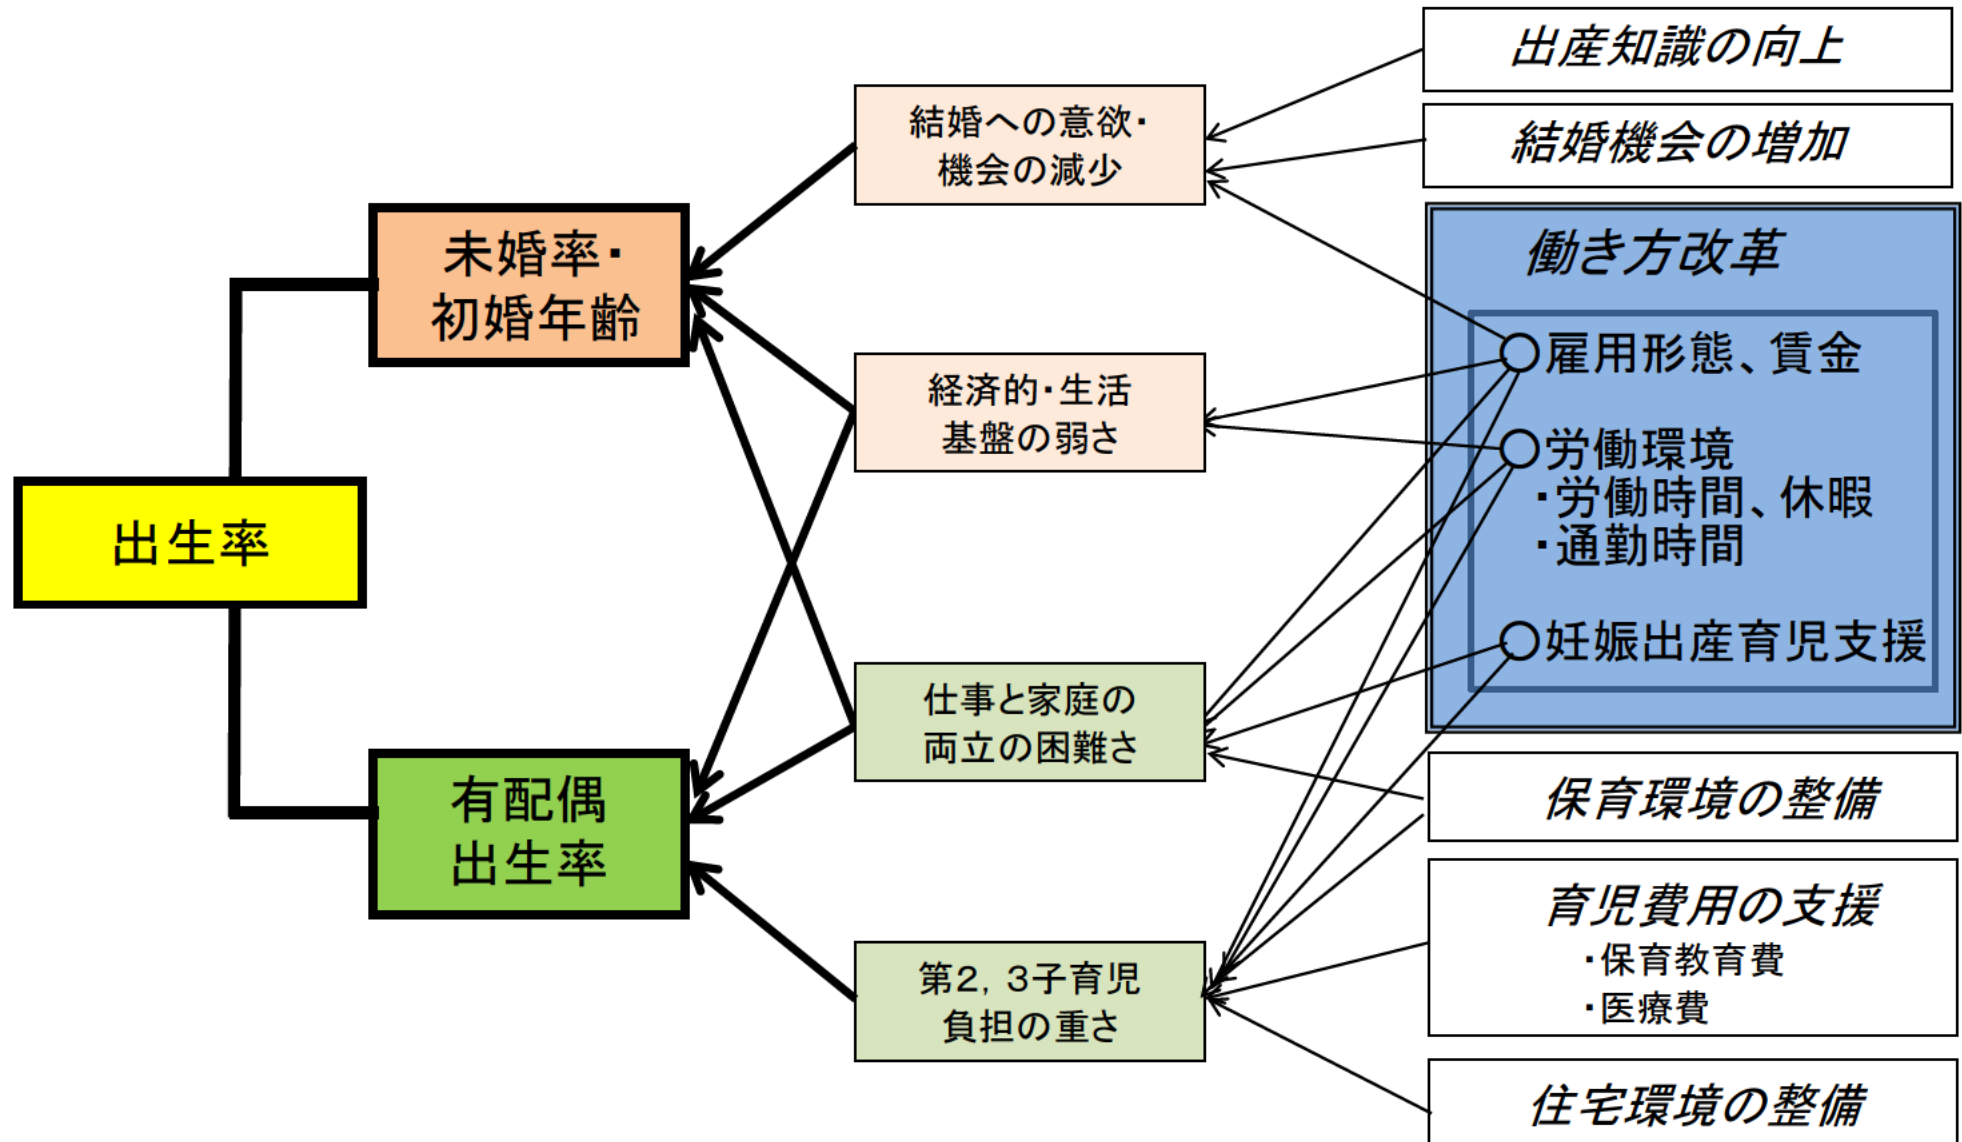 出生率
未婚率・
初婚年齢
有配偶
出生率
結婚への意欲・
機会の減少
経済的・生活
基盤の弱さ
仕事と家庭の
両立の困難さ
第2，3子育児
負担の重さ
出産知識の向上
結婚機会の増加
働き方改革
○雇用形態、賃金
○労働環境
・労働時間、休暇
・通勤時間
○妊娠出産育児支援
保育環境の整備
育児費用の支援
・保育教育費
・医療費
住宅環境の整備